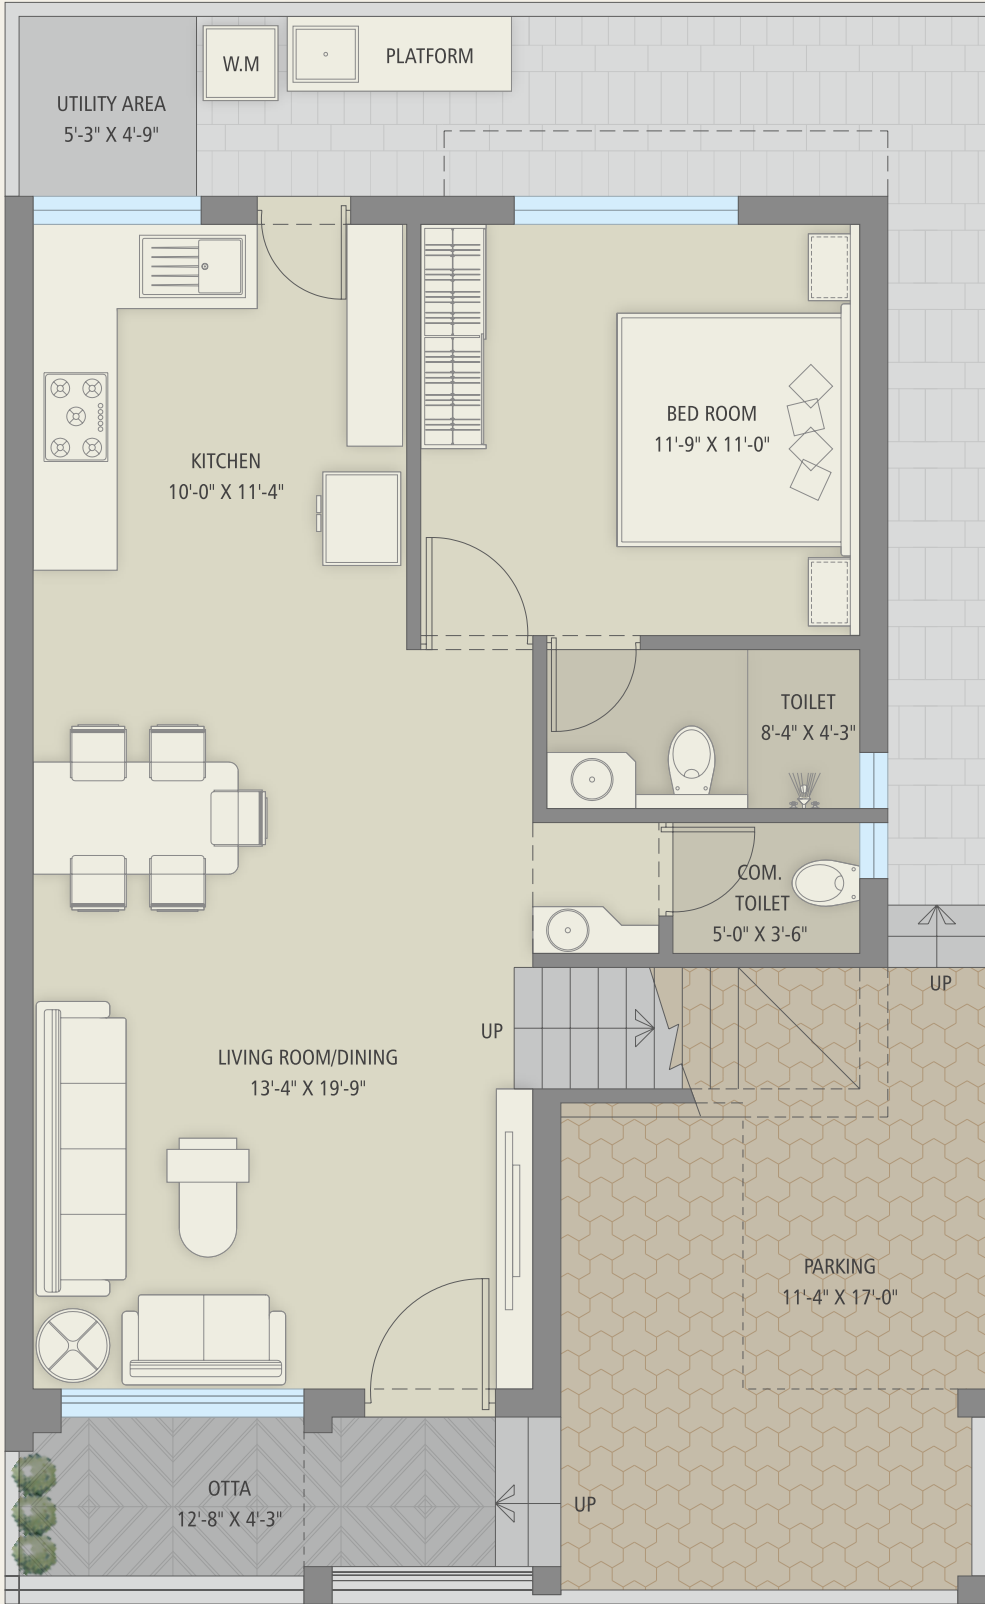 W.M
PLATFORM
UTILITY AREA
5'-3" X 4'-9"
BED ROOM
11'-9" X 11'-0"
KITCHEN
10'-0" X 11'-4"
TOILET
8'-4" X 4'-3"
COM.
TOILET
5'-0" X 3'-6"
UP
UP
LIVING ROOM/DINING
13'-4" X 19'-9"
PARKING
11'-4" X 17'-0"
OTTA
12'-8" X 4'-3"
UP